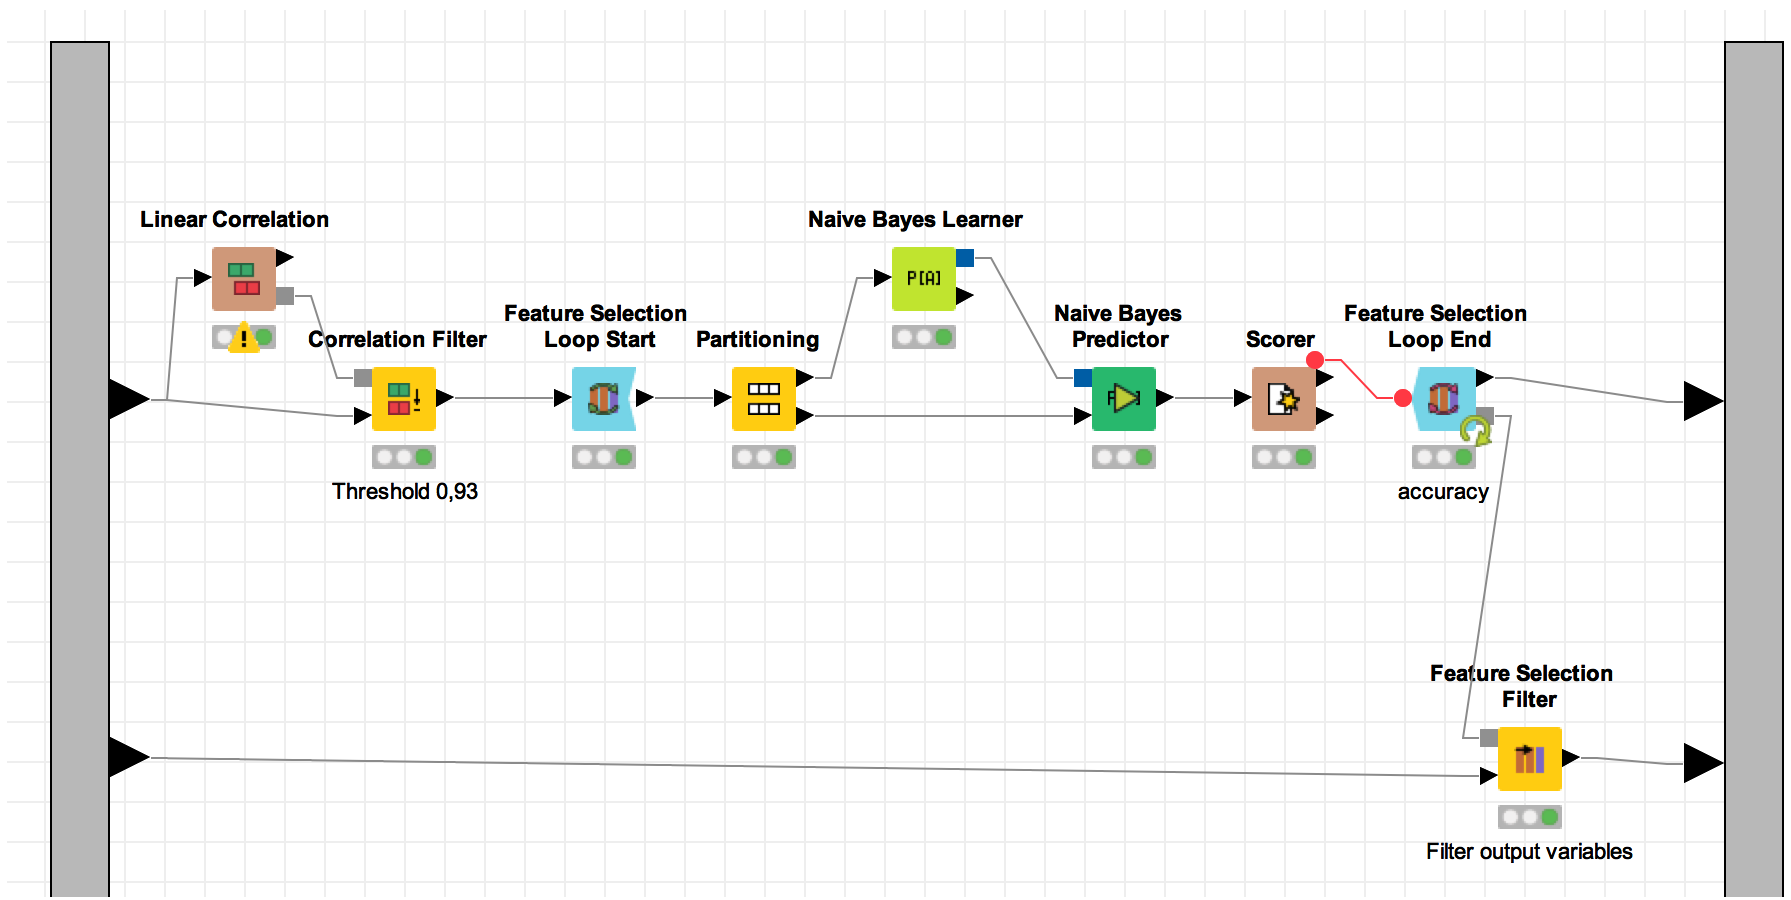 Linear Correlation
Naive Bayes Learner
P[A]
Feature Selection
Loop Start
Correlation Filter
Partitioning
Naive Bayes
Predictor
Scorer
Feature Selection
Loop End
Threshold 0,93
accuracy
Feature Selection
Filter
Filter output variables